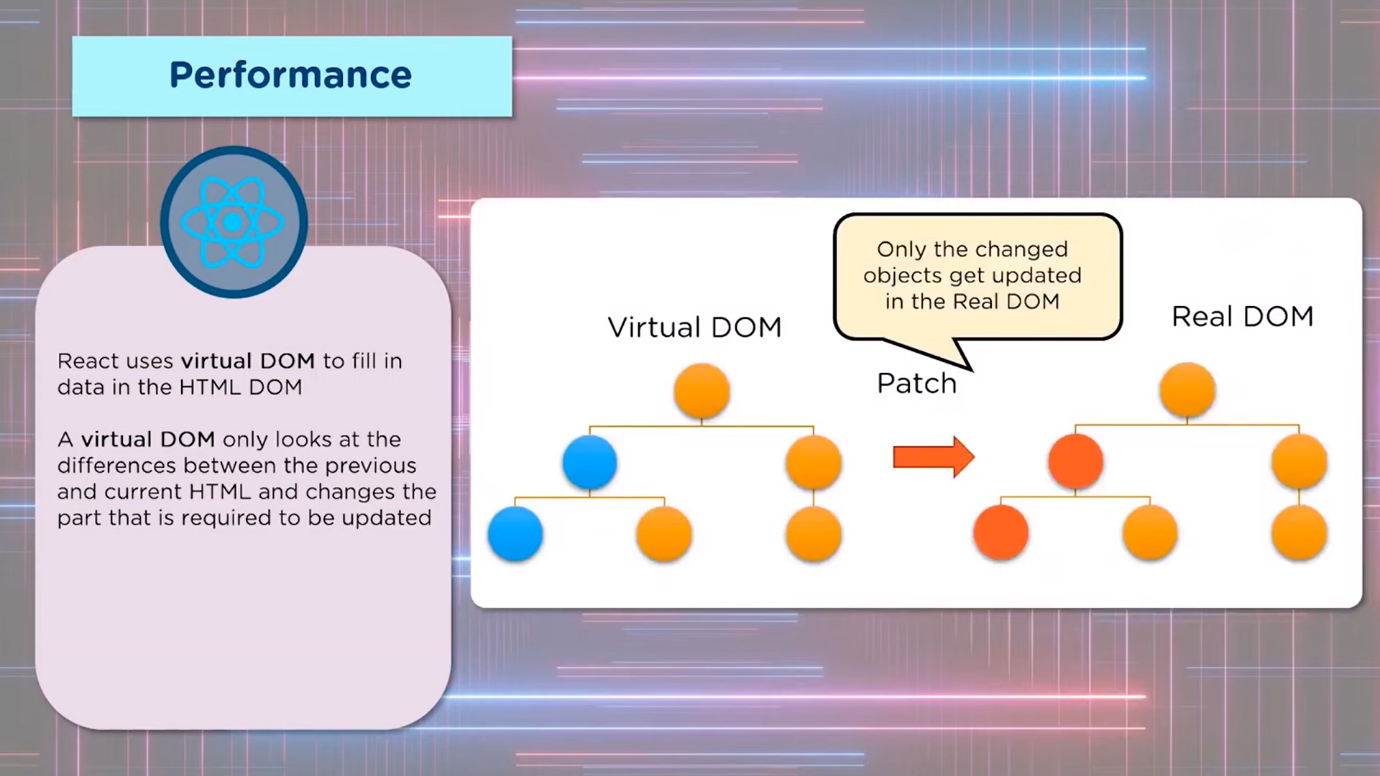 Performance
React uses virtual DOM to fill in
data in the HTML DOM
A virtual DOM only looks at the
differences between the previous
and current HTML and changes the
part that is required to be updated
Only the changed
objects get updated
in the Real DOM
Virtual DOM
Patch
Real DOM